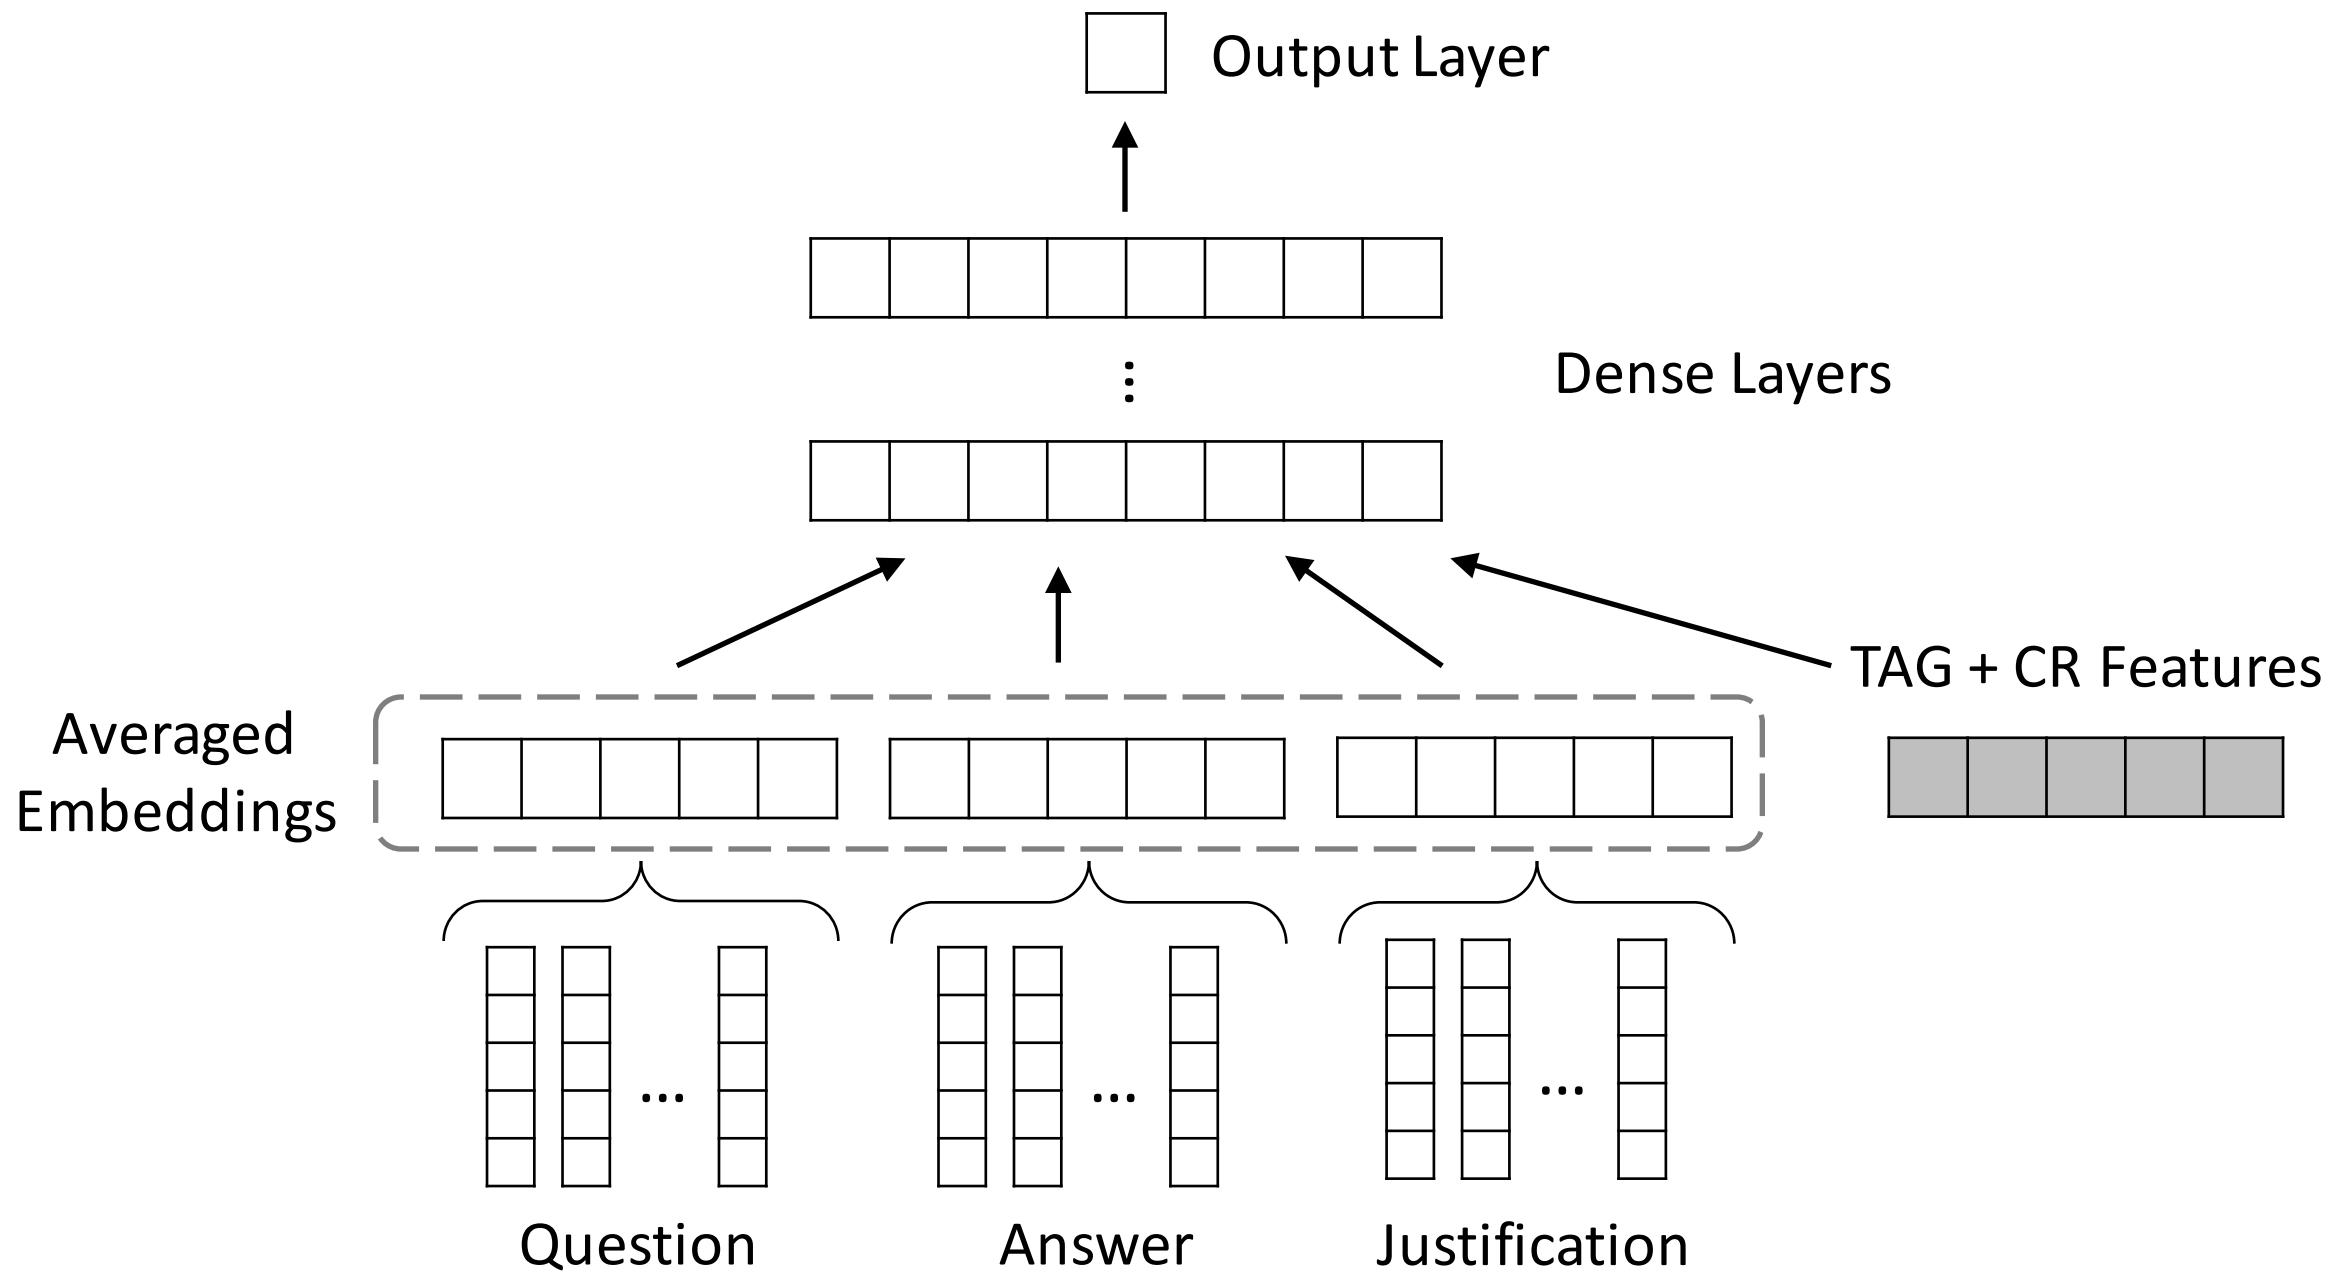 Output Layer
Dense Layers
TAG + CR Features
Averaged
Embeddings
...
...
...
Question
Answer
Justification